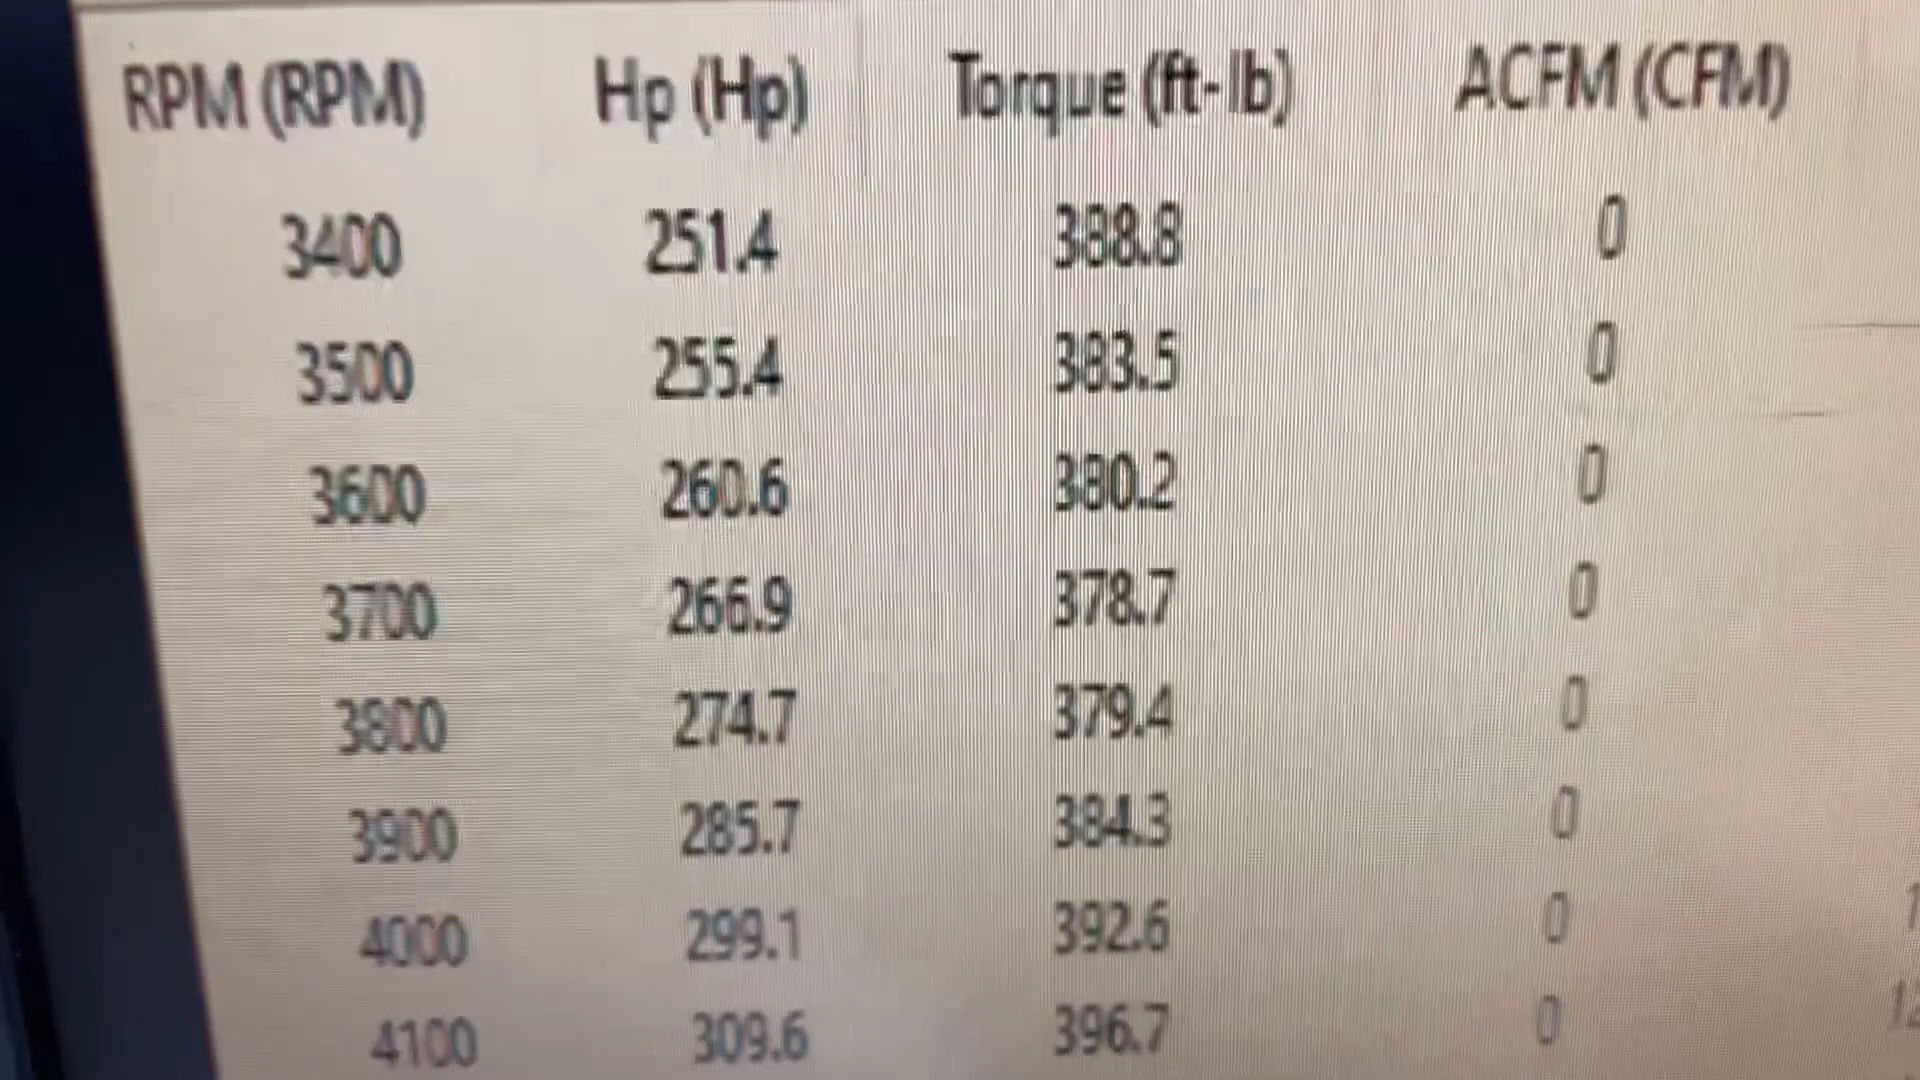 RPM (RPM) Hp (Hp) Torque (ft-lb) ACFM (CFM)
3400 251.4 388.8 0
3500 255.4 383.5 0
3600 260.6 380.2 0
3700 266.9 378.7 0
3800 274.7 379.4 0
3900 285.7 384.3 0
4000 299.1 392.6 0
4100 309.6 396.7 0